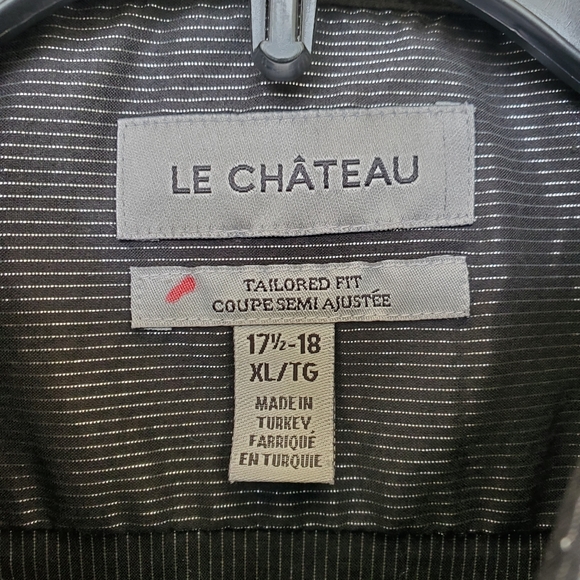 LE CHÂTEAU
TAILORED FIT
COUPE SEMI AJUSTÉE
17½-18
XL/TG
MADE IN
TURKEY
FABRIQUÉ
EN TURQUIE